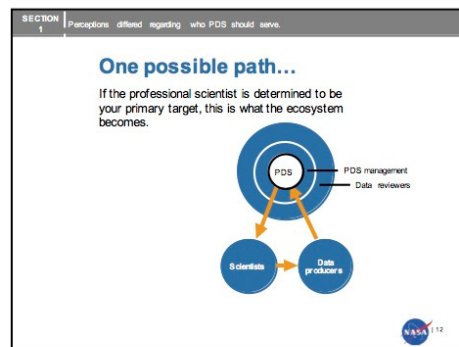 SECTION
1
Perceptions differed regarding who PDS should serve.
One possible path...
If the professional scientist is determined to be
your primary target, this is what the ecosystem
becomes.
PDS
PDS management
Data reviewers
Scientists
Data
producers
NASA
| 12